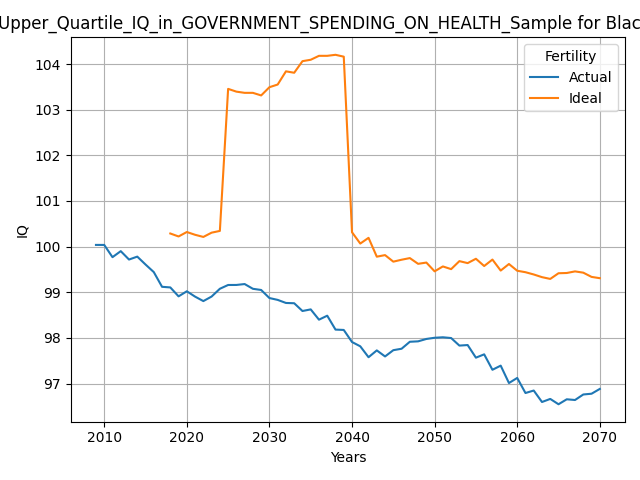 Upper_Quartile_IQ_in_GOVERNMENT_SPENDING_ON_HEALTH_Sample for Blac
Fertility
Actual
Ideal
IQ
104
103
102
101
100
99
98
97
2010 2020 2030 2040 2050 2060 2070
Years